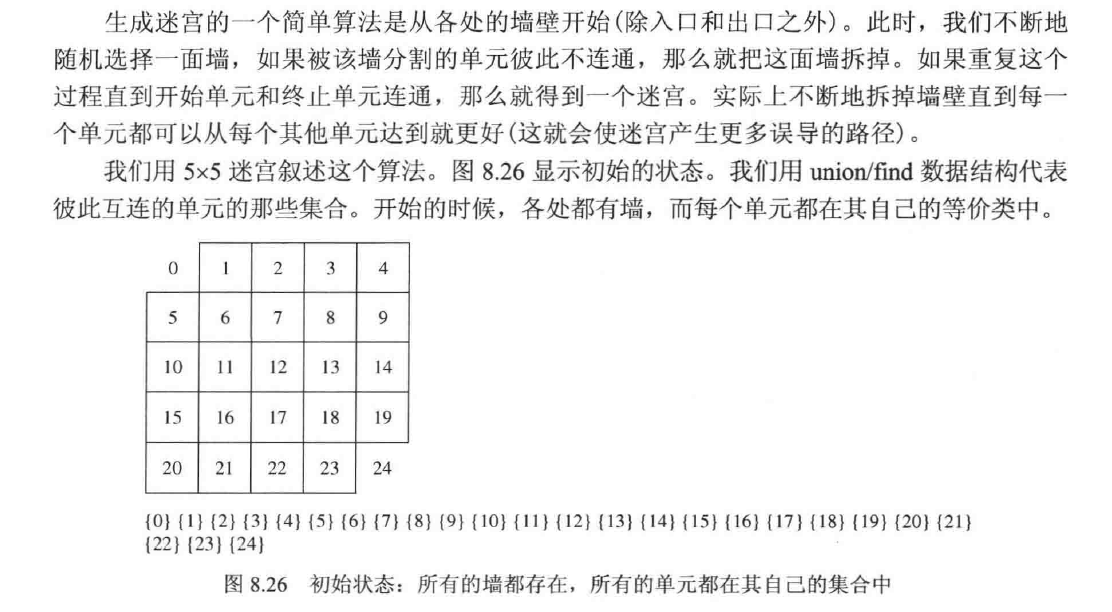 生成迷宫的一个简单算法是从各处的墙壁开始(除入口和出口之外)。此时，我们不断地
随机选择一面墙，如果被该墙分割的单元彼此不连通，那么就把这面墙拆掉。如果重复这个
过程直到开始单元和终止单元连通，那么就得到一个迷宫。实际上不断地拆掉墙壁直到每一
个单元都可以从每个其他单元达到就更好(这就会使迷宫产生更多误导的路径)。
我们用 5×5 迷宫叙述这个算法。图 8.26 显示初始的状态。我们用 union/find 数据结构代表
彼此互连的单元的那些集合。开始的时候，各处都有墙，而每个单元都在其自己的等价类中。
0 1 2 3 4
5 6 7 8 9
10 11 12 13 14
15 16 17 18 19
20 21 22 23 24
{0} {1} {2} {3} {4} {5} {6} {7} {8} {9} {10} {11} {12} {13} {14} {15} {16} {17} {18} {19} {20} {21}
{22} {23} {24}
图 8.26 初始状态：所有的墙都存在，所有的单元都在其自己的集合中